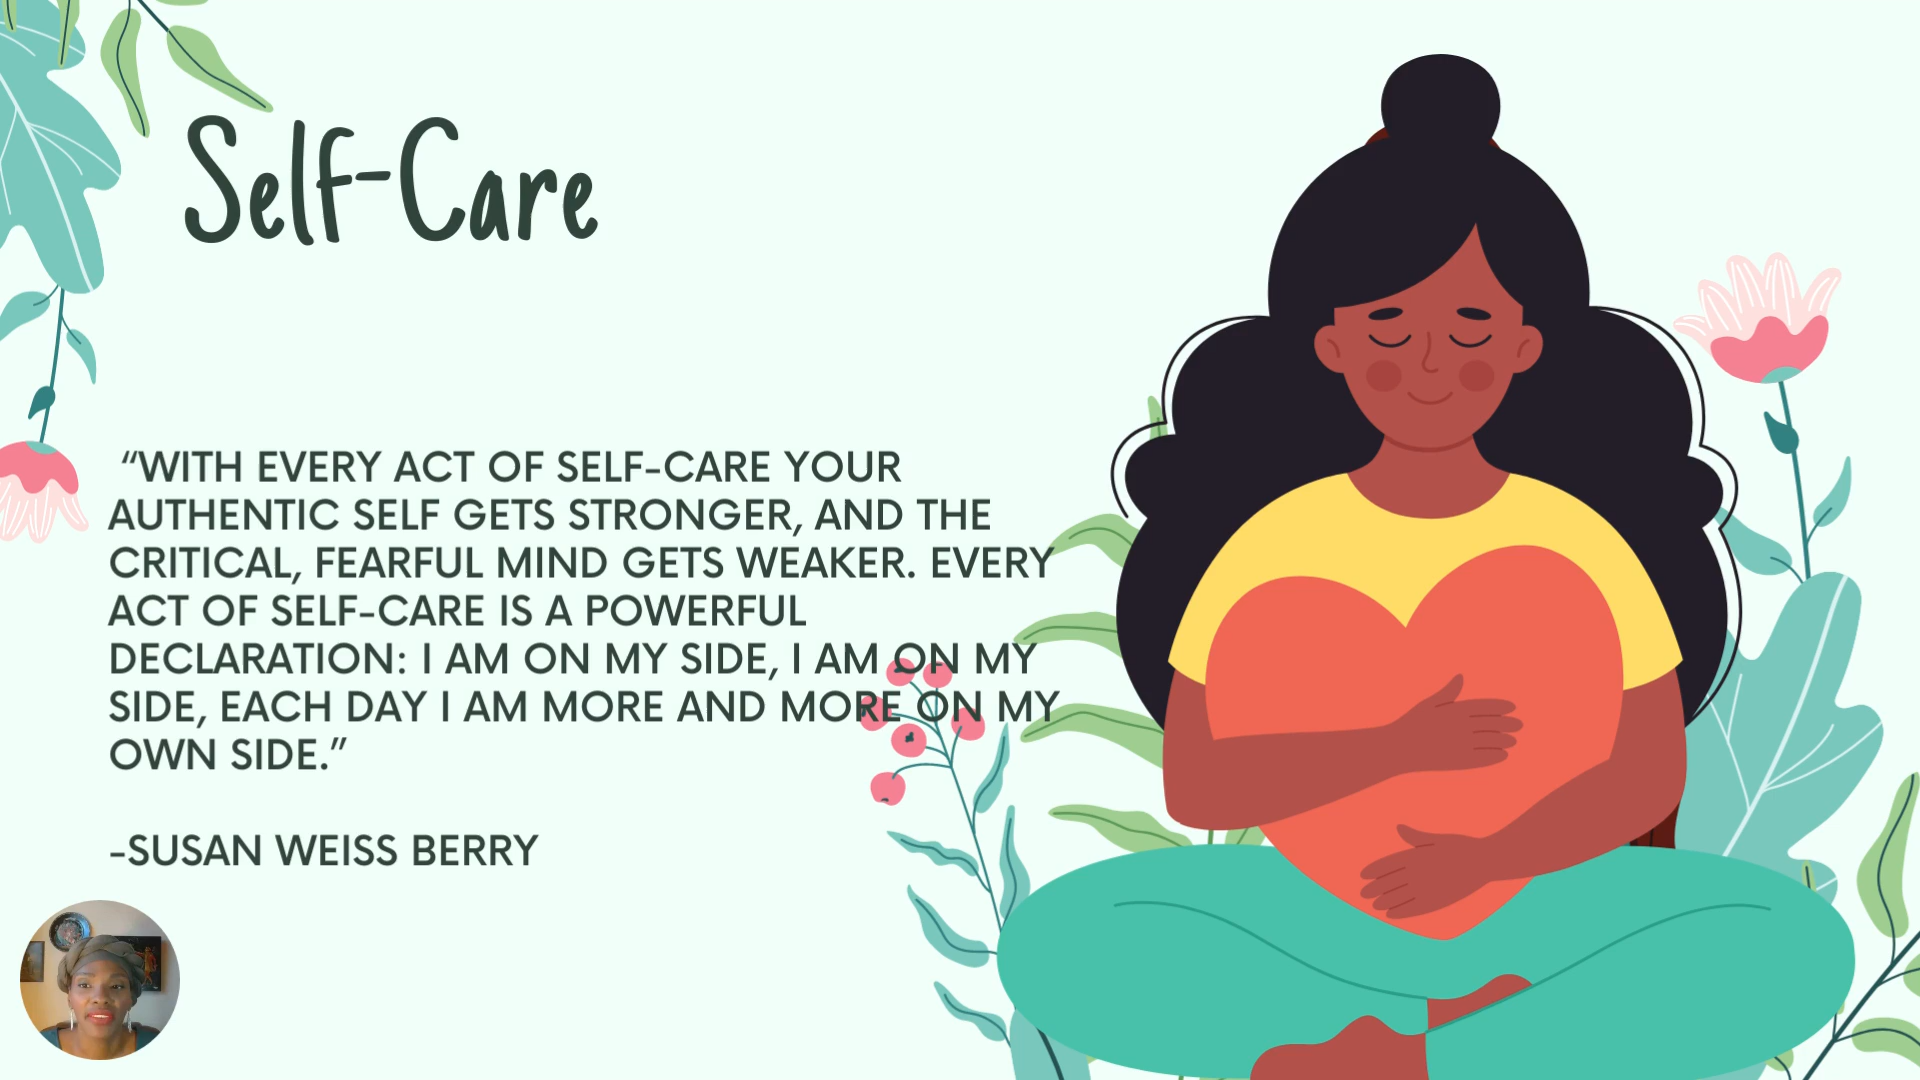 Self-Care
“WITH EVERY ACT OF SELF-CARE YOUR
AUTHENTIC SELF GETS STRONGER, AND THE
CRITICAL, FEARFUL MIND GETS WEAKER. EVERY
ACT OF SELF-CARE IS A POWERFUL
DECLARATION: I AM ON MY SIDE, I AM ON MY
SIDE, EACH DAY I AM MORE AND MORE ON MY
OWN SIDE.”
-SUSAN WEISS BERRY